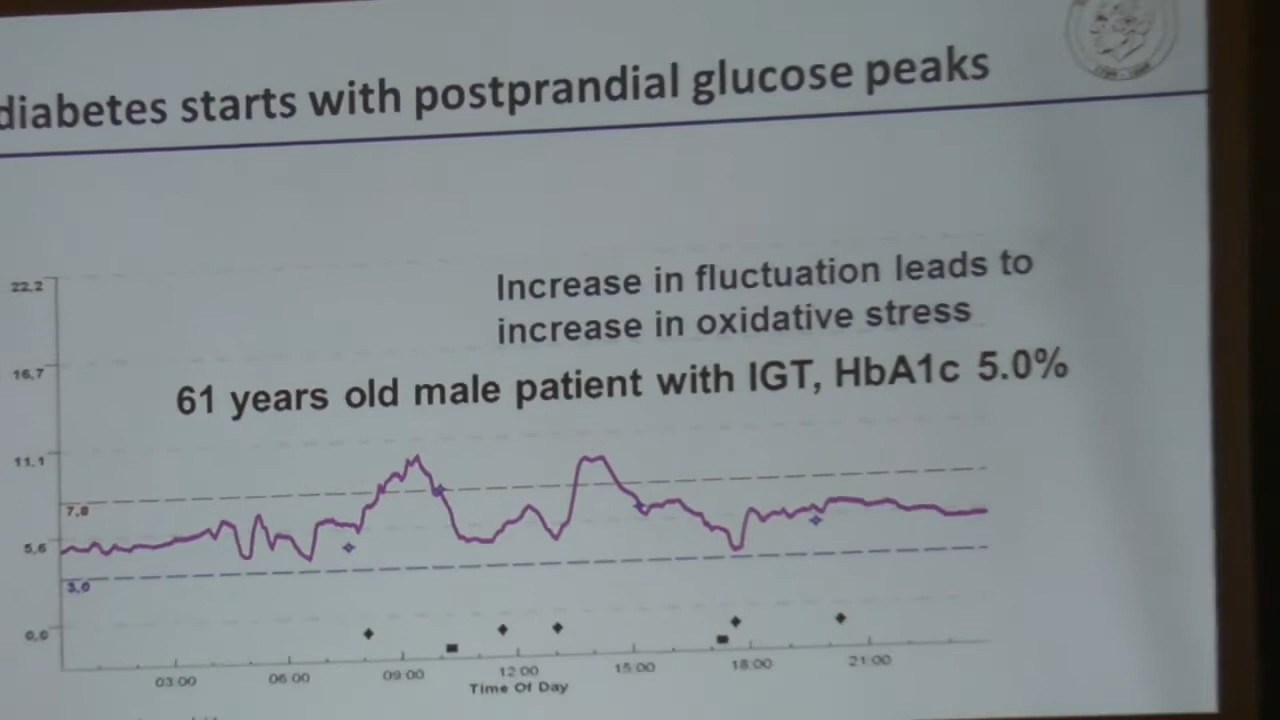 diabetes starts with postprandial glucose peaks
Increase in fluctuation leads to
increase in oxidative stress
61 years old male patient with IGT, HbA1c 5.0%
22,2
16,7
11,1
7,8
5,6
3,0
0,0
03:00 06:00 09:00 12:00 15:00 18:00 21:00
Time Of Day